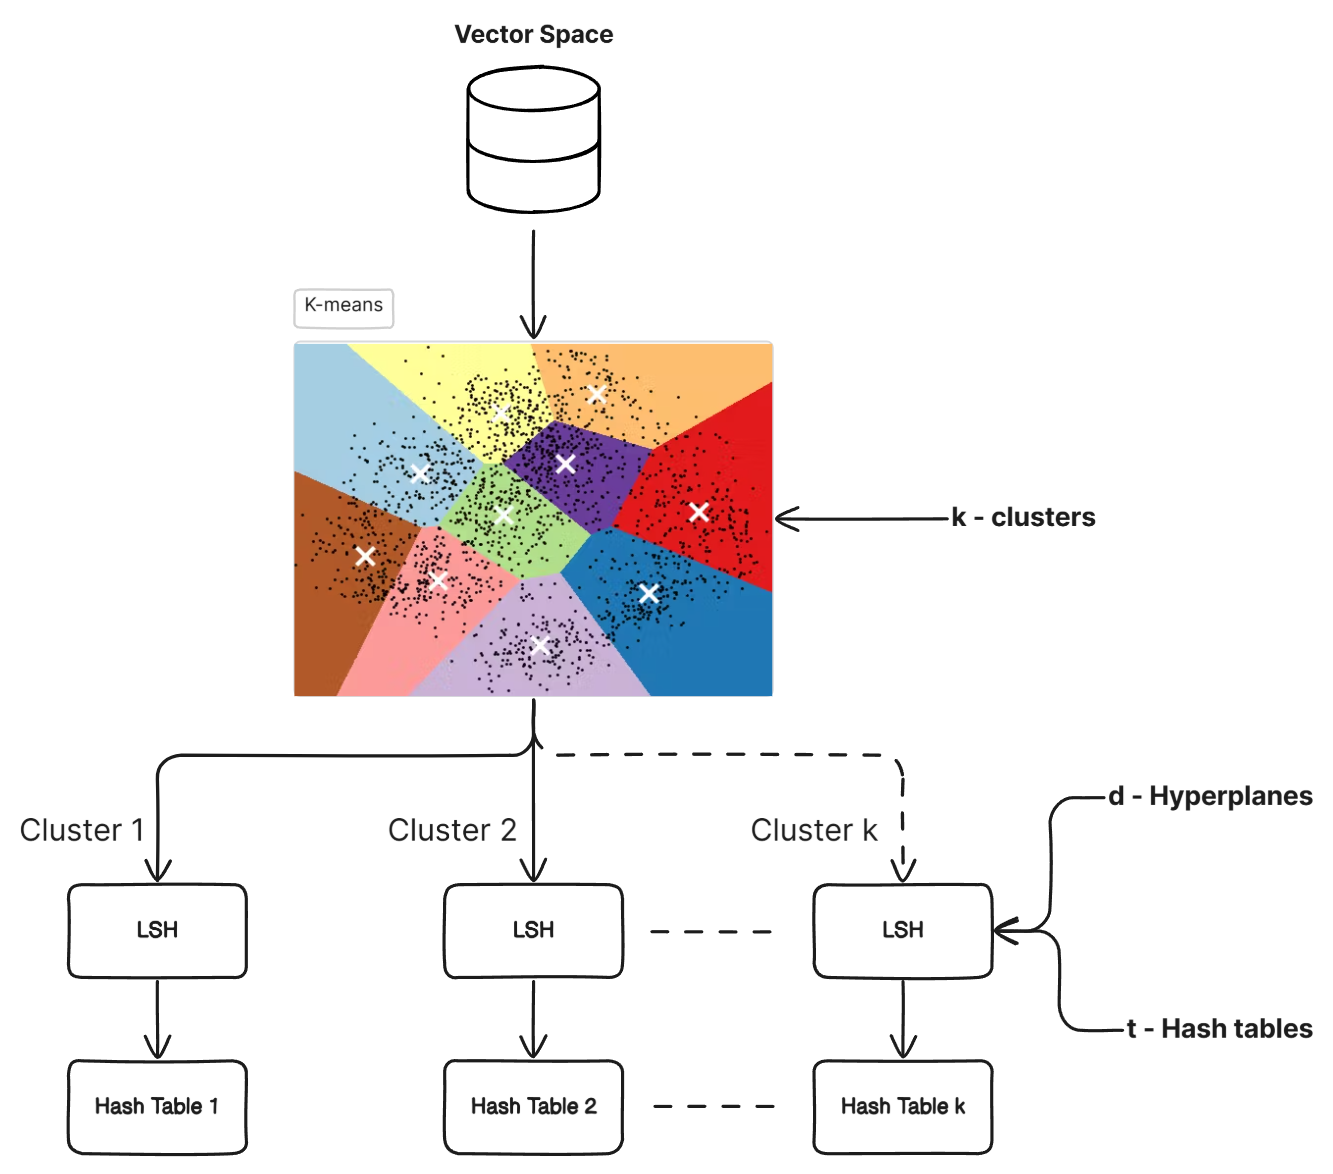 Vector Space
K-means
k - clusters
d - Hyperplanes
Cluster 1
Cluster 2
Cluster k
LSH
LSH
LSH
t - Hash tables
Hash Table 1
Hash Table 2
Hash Table k